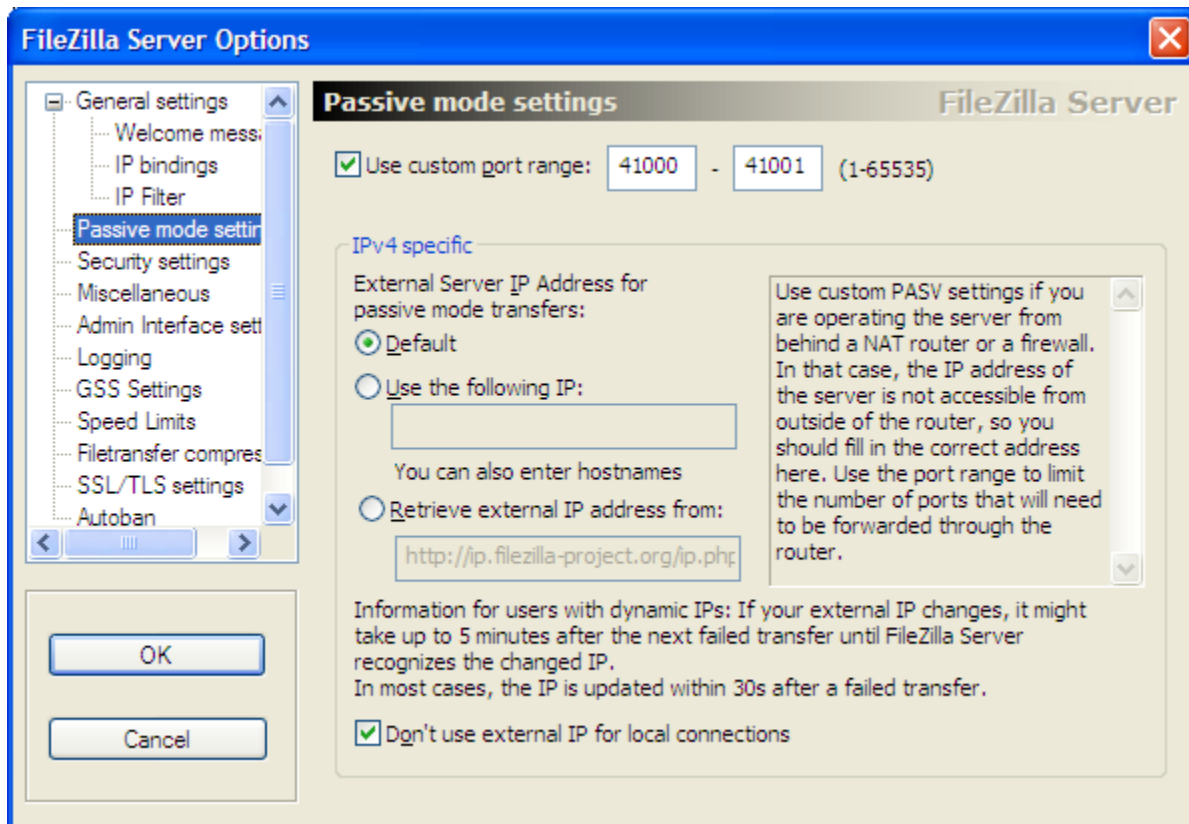 FileZilla Server Options
General settings
Welcome messa
IP bindings
IP Filter
Passive mode settin
Security settings
Miscellaneous
Admin Interface sett
Logging
GSS Settings
Speed Limits
Filetransfer compres
SSL/TLS settings
Autoban
OK
Cancel
Passive mode settings FileZilla Server
Use custom port range: 41000 - 41001 (1-65535)
IPv4 specific
External Server IP Address for
passive mode transfers:
Default
Use the following IP:
You can also enter hostnames
Retrieve external IP address from:
http://ip.filezilla-project.org/ip.php
Use custom PASV settings if you
are operating the server from
behind a NAT router or a firewall.
In that case, the IP address of
the server is not accessible from
outside of the router, so you
should fill in the correct address
here. Use the port range to limit
the number of ports that will need
to be forwarded through the
router.
Information for users with dynamic IPs: If your external IP changes, it might
take up to 5 minutes after the next failed transfer until FileZilla Server
recognizes the changed IP.
In most cases, the IP is updated within 30s after a failed transfer.
Don't use external IP for local connections